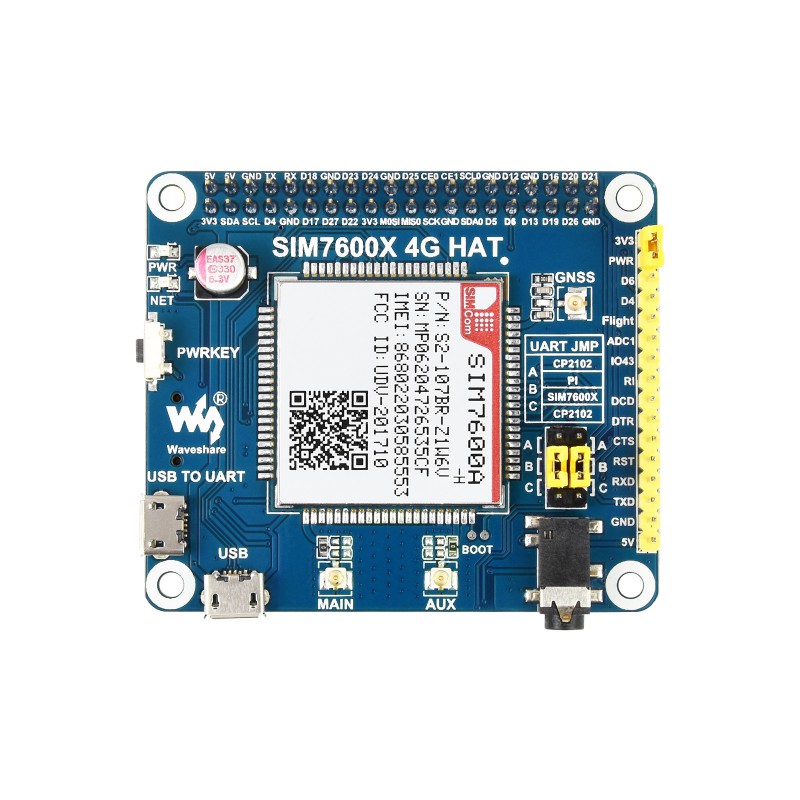 5V 5V GND TX RX D18 GND D23 D24 GND D25 CE0 CE1 SCL0 GND D12 GND D16 D20 D21
3V3 SDA SCL D4 GND D17 D27 D22 3V3 M0SI MIS0 SCK GND SDA0 D5 D6 D13 D19 D26 GND
SIM7600X 4G HAT
EAS37
330
6.3V
PWR
NET
PWRKEY
W ®
Waveshare
USB TO UART
USB
SIMCom
SIM7600A
-H
P/N: S2-107BR-Z1W6V
SN: MP06204726535CF
IMEI: 868022030585553
FCC ID: UDV-201710
GNSS
UART JMP
A CP2102
B PI
C SIM7600X
CP2102
A A
B B
C C
3V3
PWR
D6
D4
Flight
ADC1
IO43
RI
DCD
DTR
CTS
RST
RXD
TXD
GND
5V
BOOT
MAIN
AUX